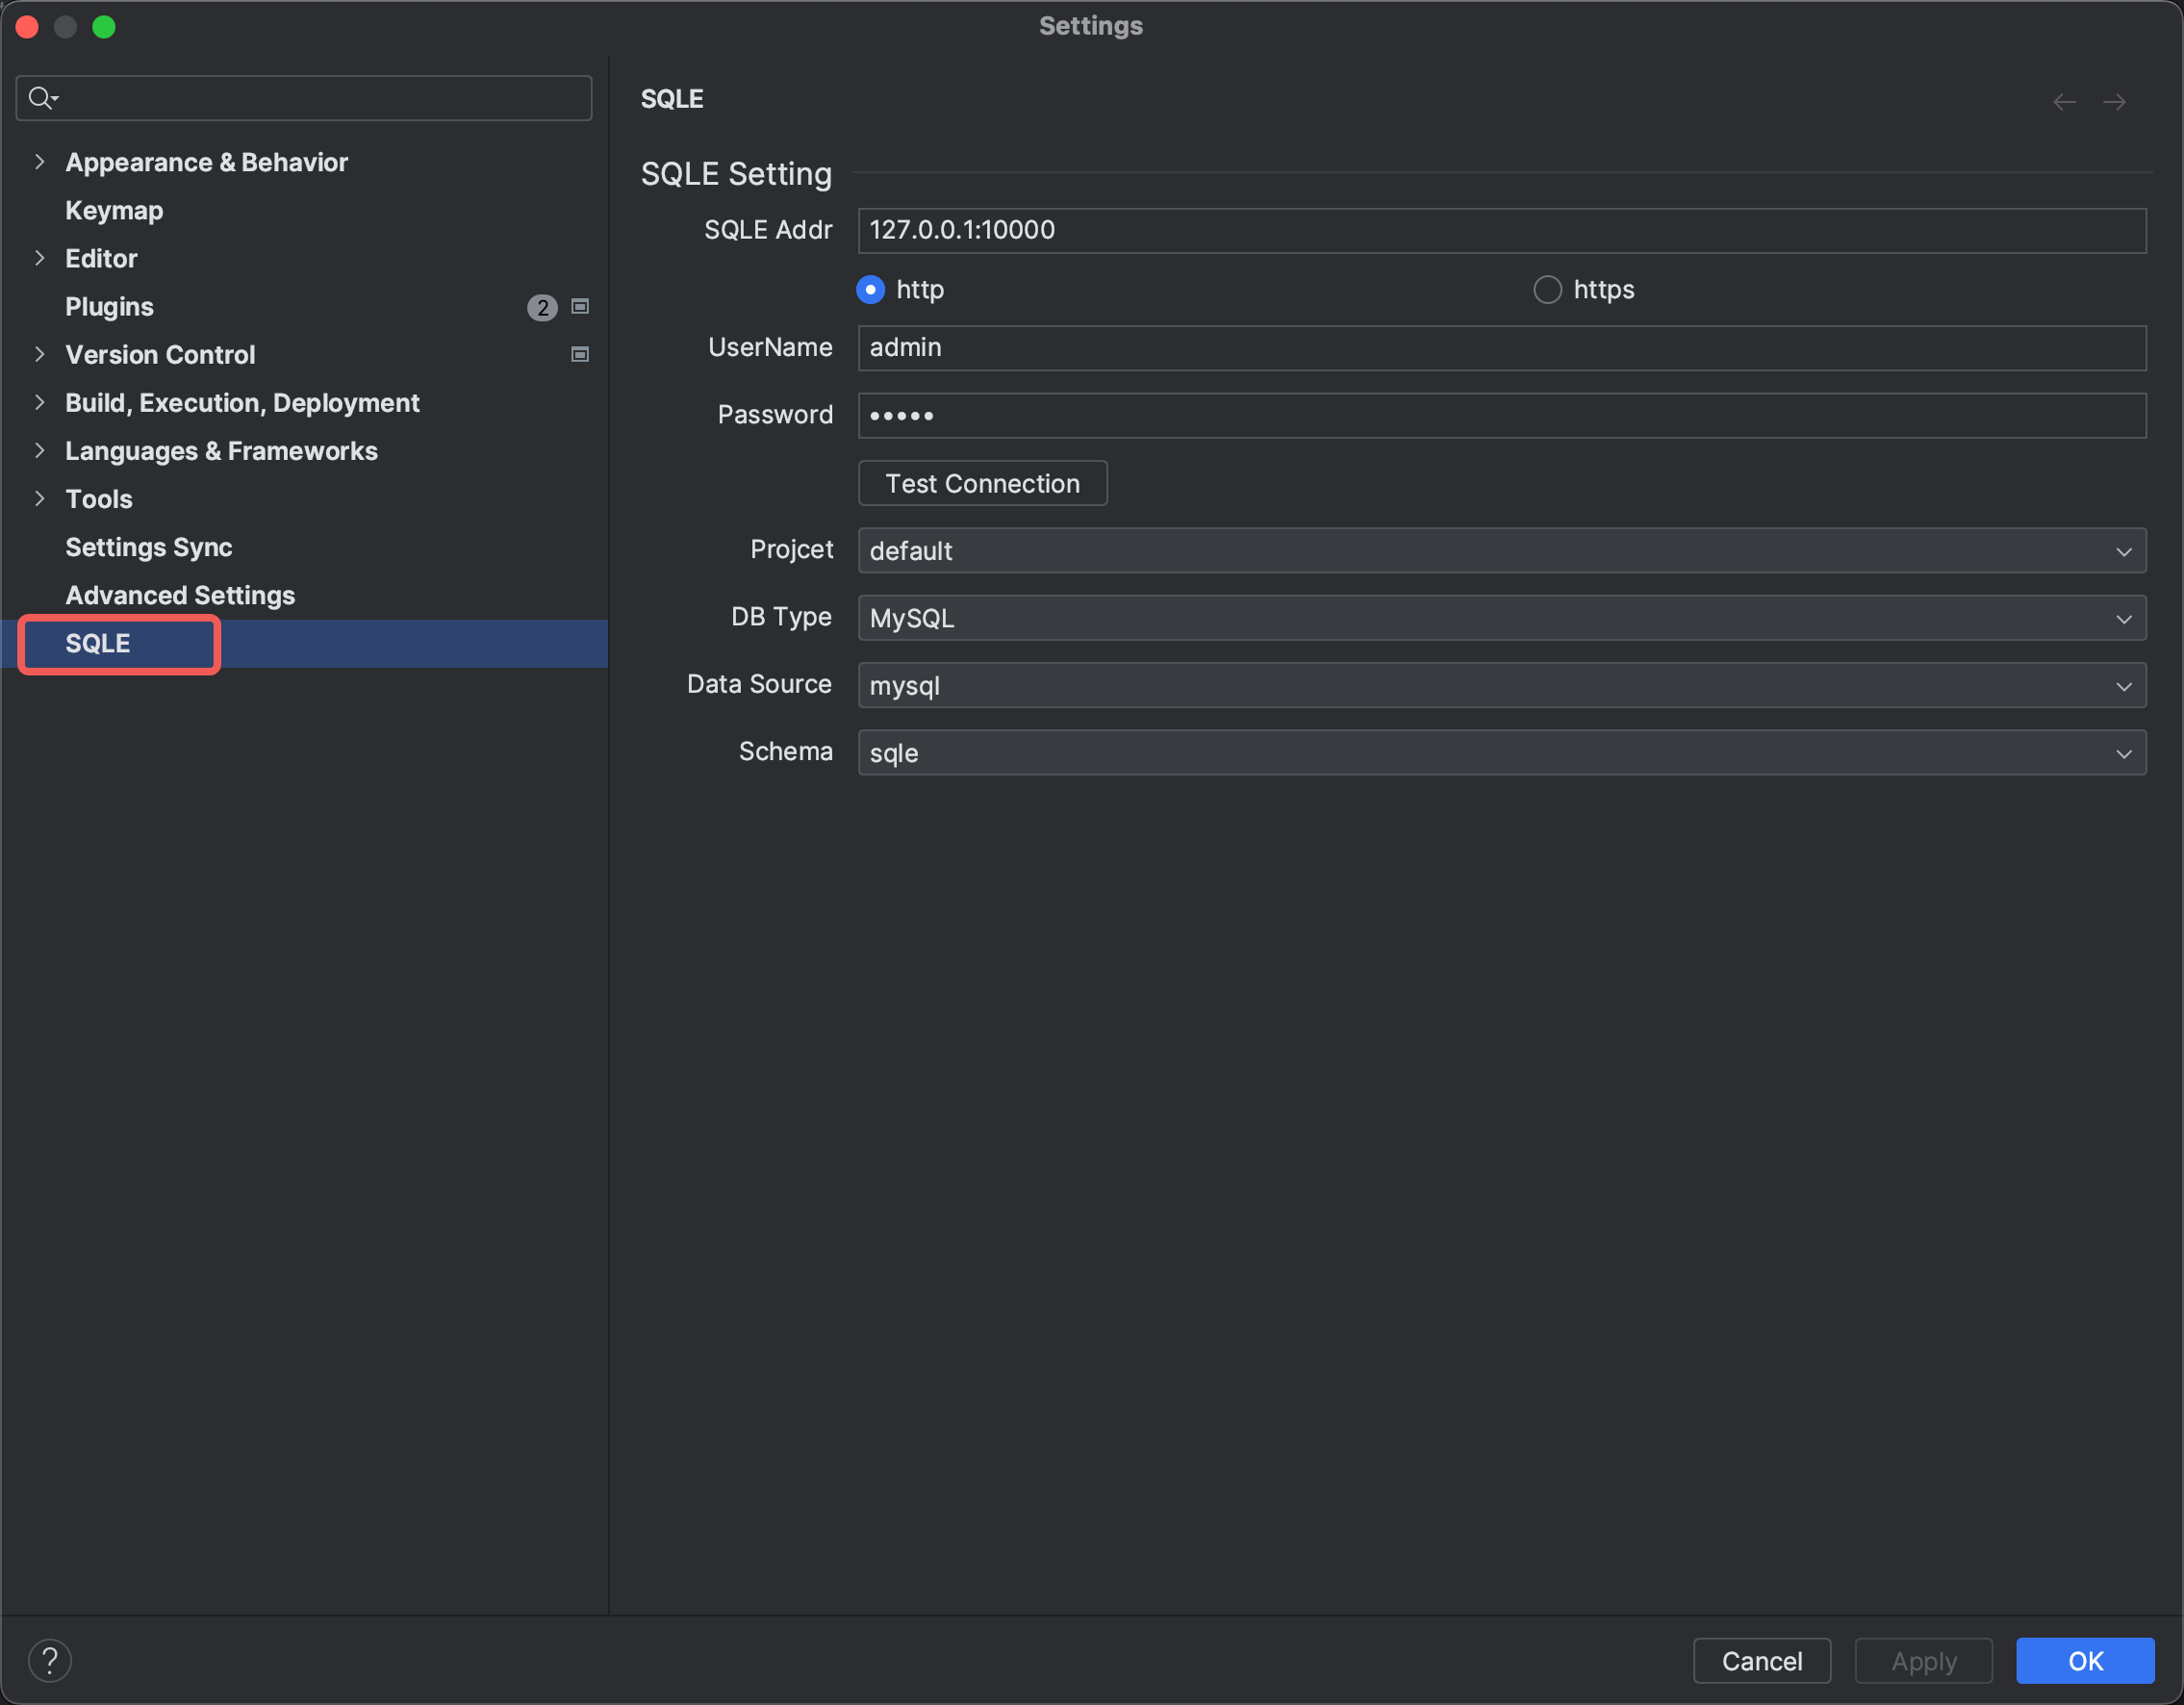 Settings
SQLE
Appearance & Behavior
Keymap
Editor
Plugins 2
Version Control
Build, Execution, Deployment
Languages & Frameworks
Tools
Settings Sync
Advanced Settings
SQLE
SQLE Setting
SQLE Addr 127.0.0.1:10000
http https
UserName admin
Password •••••
Test Connection
Projcet default
DB Type MySQL
Data Source mysql
Schema sqle
?
Cancel Apply OK